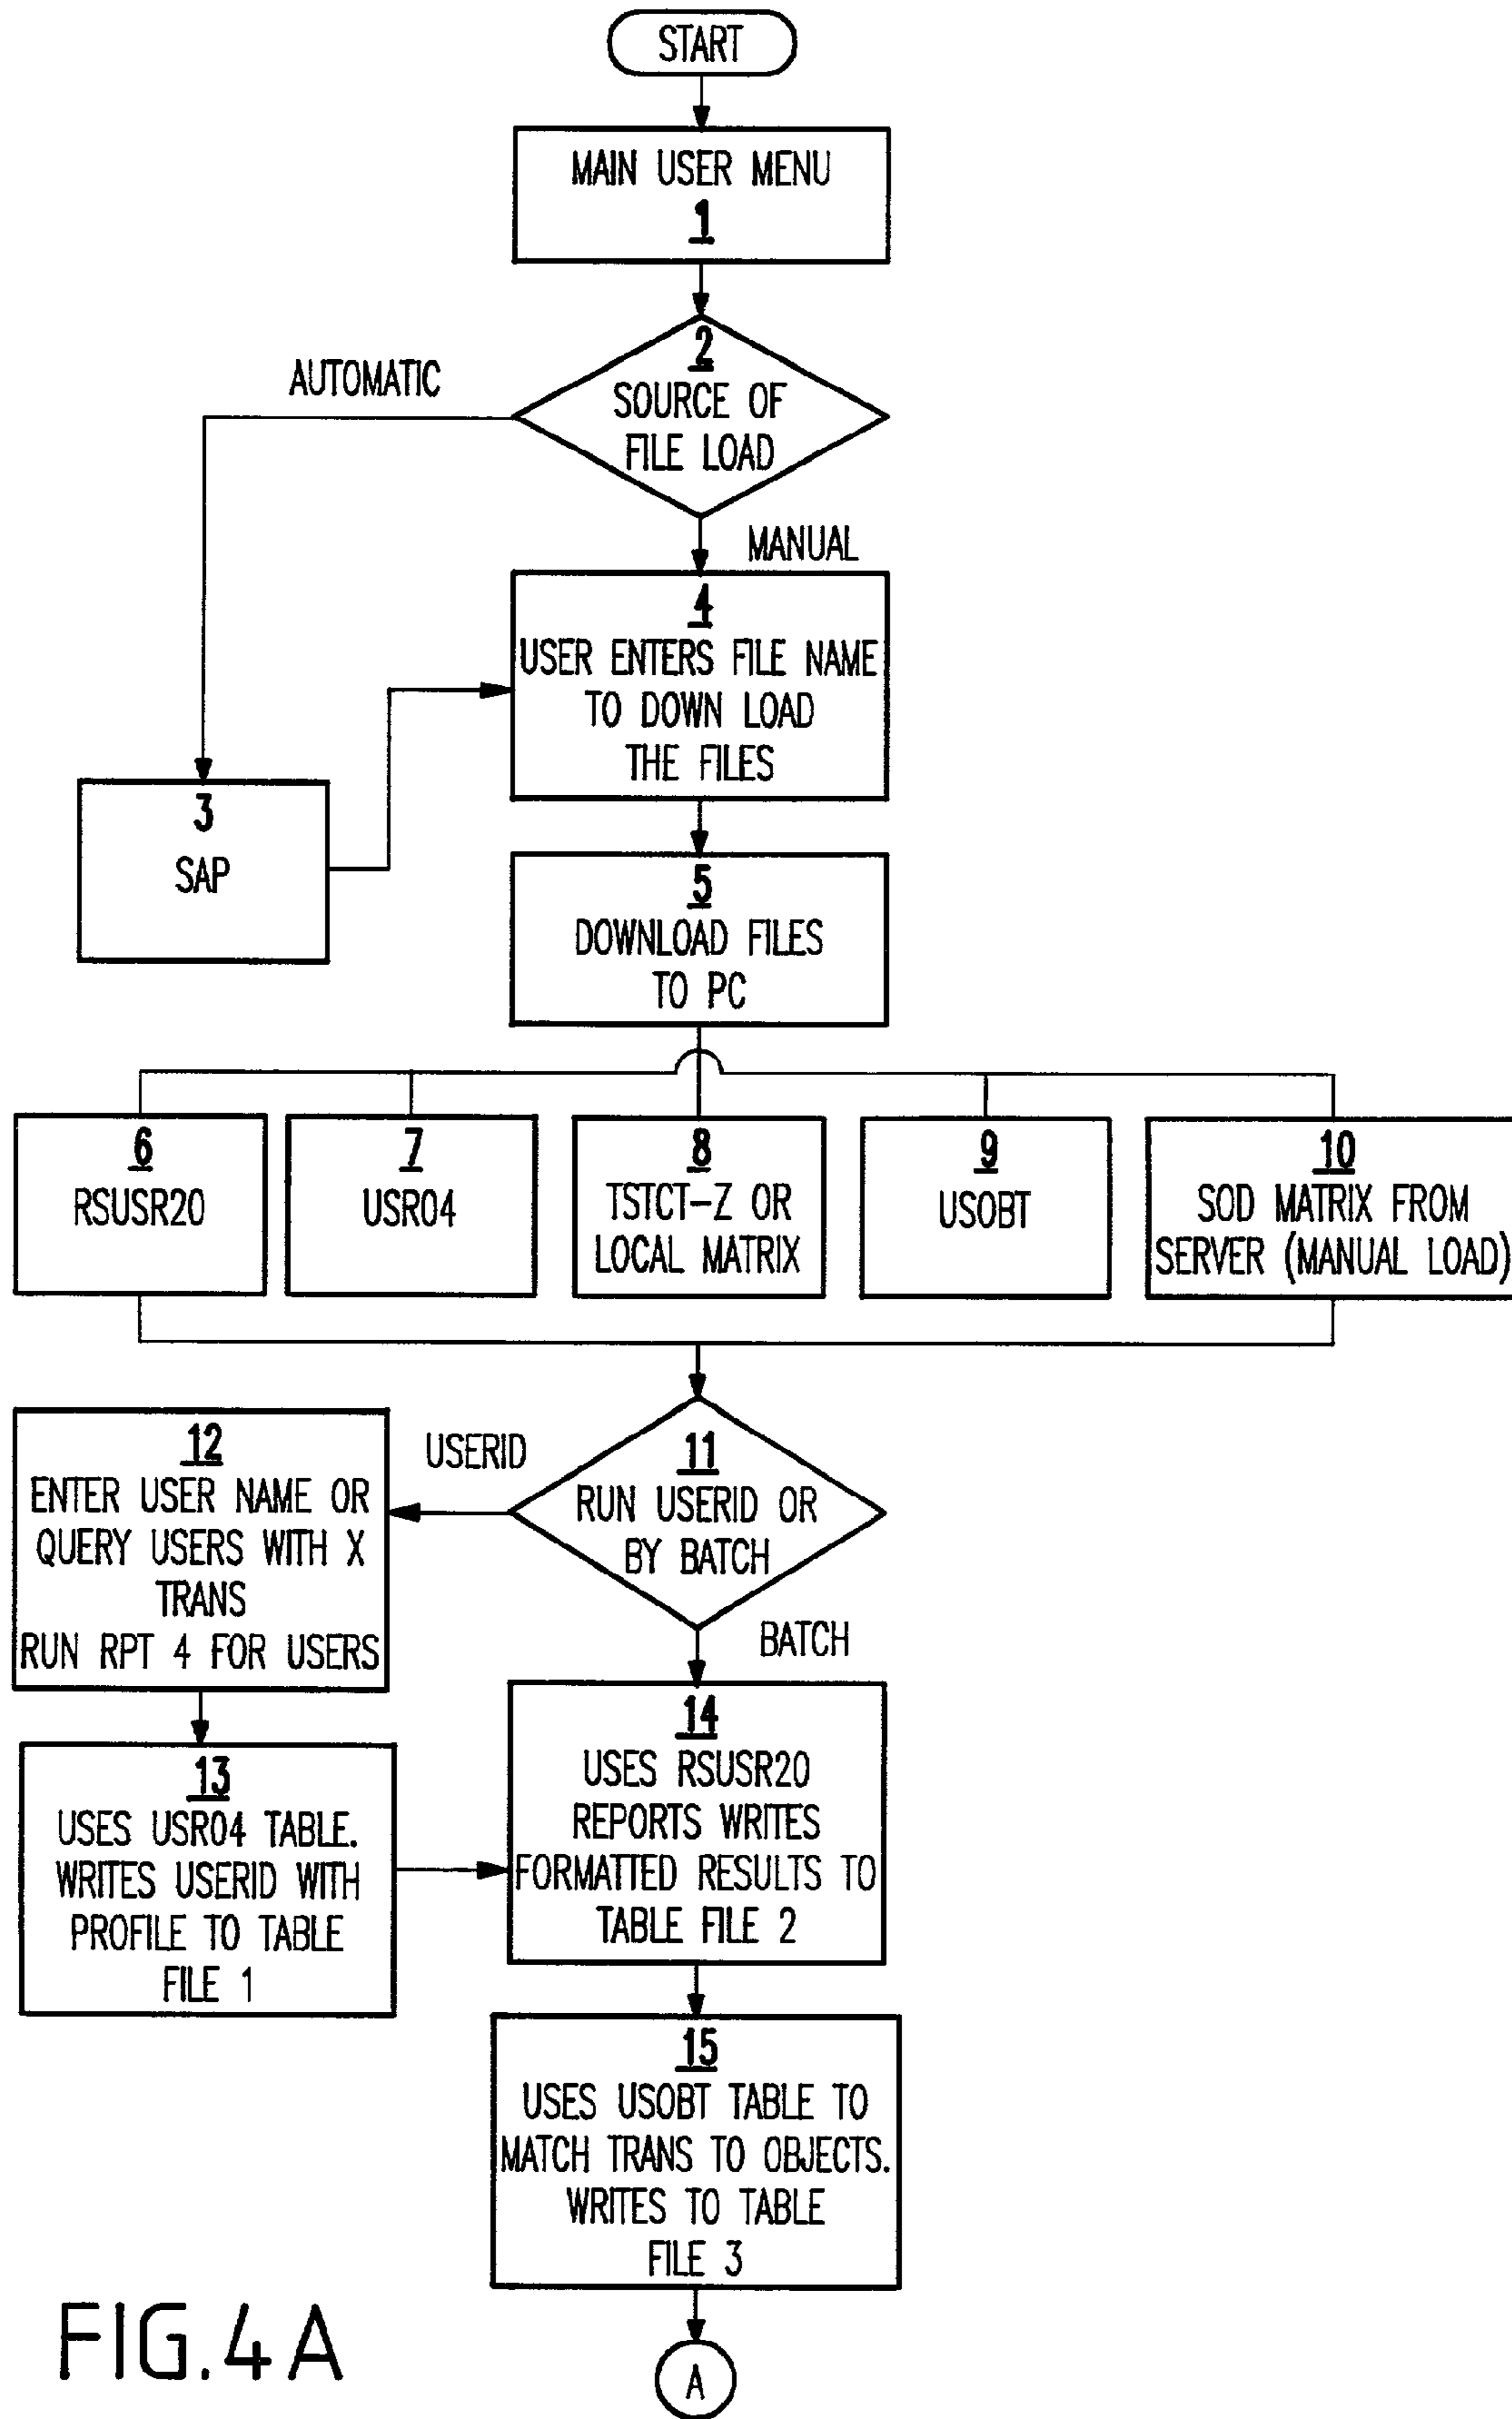 START
MAIN USER MENU
1
2
SOURCE OF
FILE LOAD
AUTOMATIC
MANUAL
3
SAP
4
USER ENTERS FILE NAME
TO DOWN LOAD
THE FILES
5
DOWNLOAD FILES
TO PC
6
RSUSR20
7
USR04
8
TSTCT-Z OR
LOCAL MATRIX
9
USOBT
10
SOD MATRIX FROM
SERVER (MANUAL LOAD)
11
RUN USERID OR
BY BATCH
USERID
BATCH
12
ENTER USER NAME OR
QUERY USERS WITH X
TRANS
RUN RPT 4 FOR USERS
13
USES USR04 TABLE.
WRITES USERID WITH
PROFILE TO TABLE
FILE 1
14
USES RSUSR20
REPORTS WRITES
FORMATTED RESULTS TO
TABLE FILE 2
15
USES USOBT TABLE TO
MATCH TRANS TO OBJECTS.
WRITES TO TABLE
FILE 3
A
FIG.4A